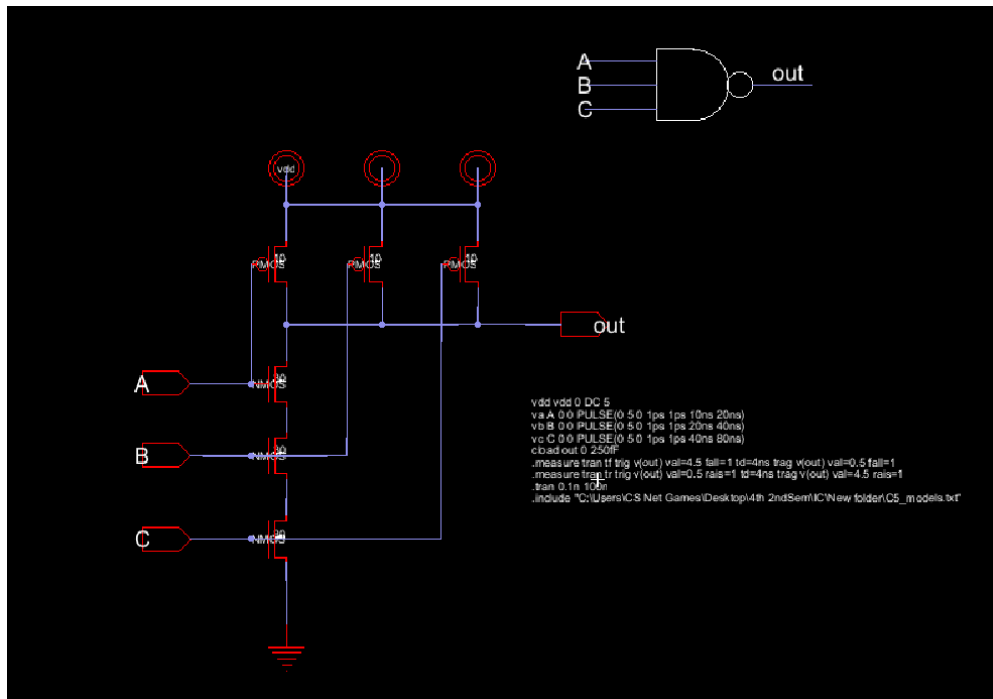 A
B
C
out
vdd
PMOS
PMOS
PMOS
out
A
NMOS
B
NMOS
C
NMOS
vdd vdd 0 DC 5
va A 0 0 PULSE(0 5 0 1ps 1ps 10ns 20ns)
vb B 0 0 PULSE(0 5 0 1ps 1ps 20ns 40ns)
vc C 0 0 PULSE(0 5 0 1ps 1ps 40ns 80ns)
cload out 0 250fF
.measure tran tf trig v(out) val=4.5 fall=1 td=4ns trag v(out) val=0.5 fall=1
.measure tran tr trig v(out) val=0.5 rais=1 td=4ns trag v(out) val=4.5 rais=1
.tran 0.1n 100n
.include "C:\Users\CS Net Games\Desktop\4th 2ndSem\IC\New folder\C5_models.txt"